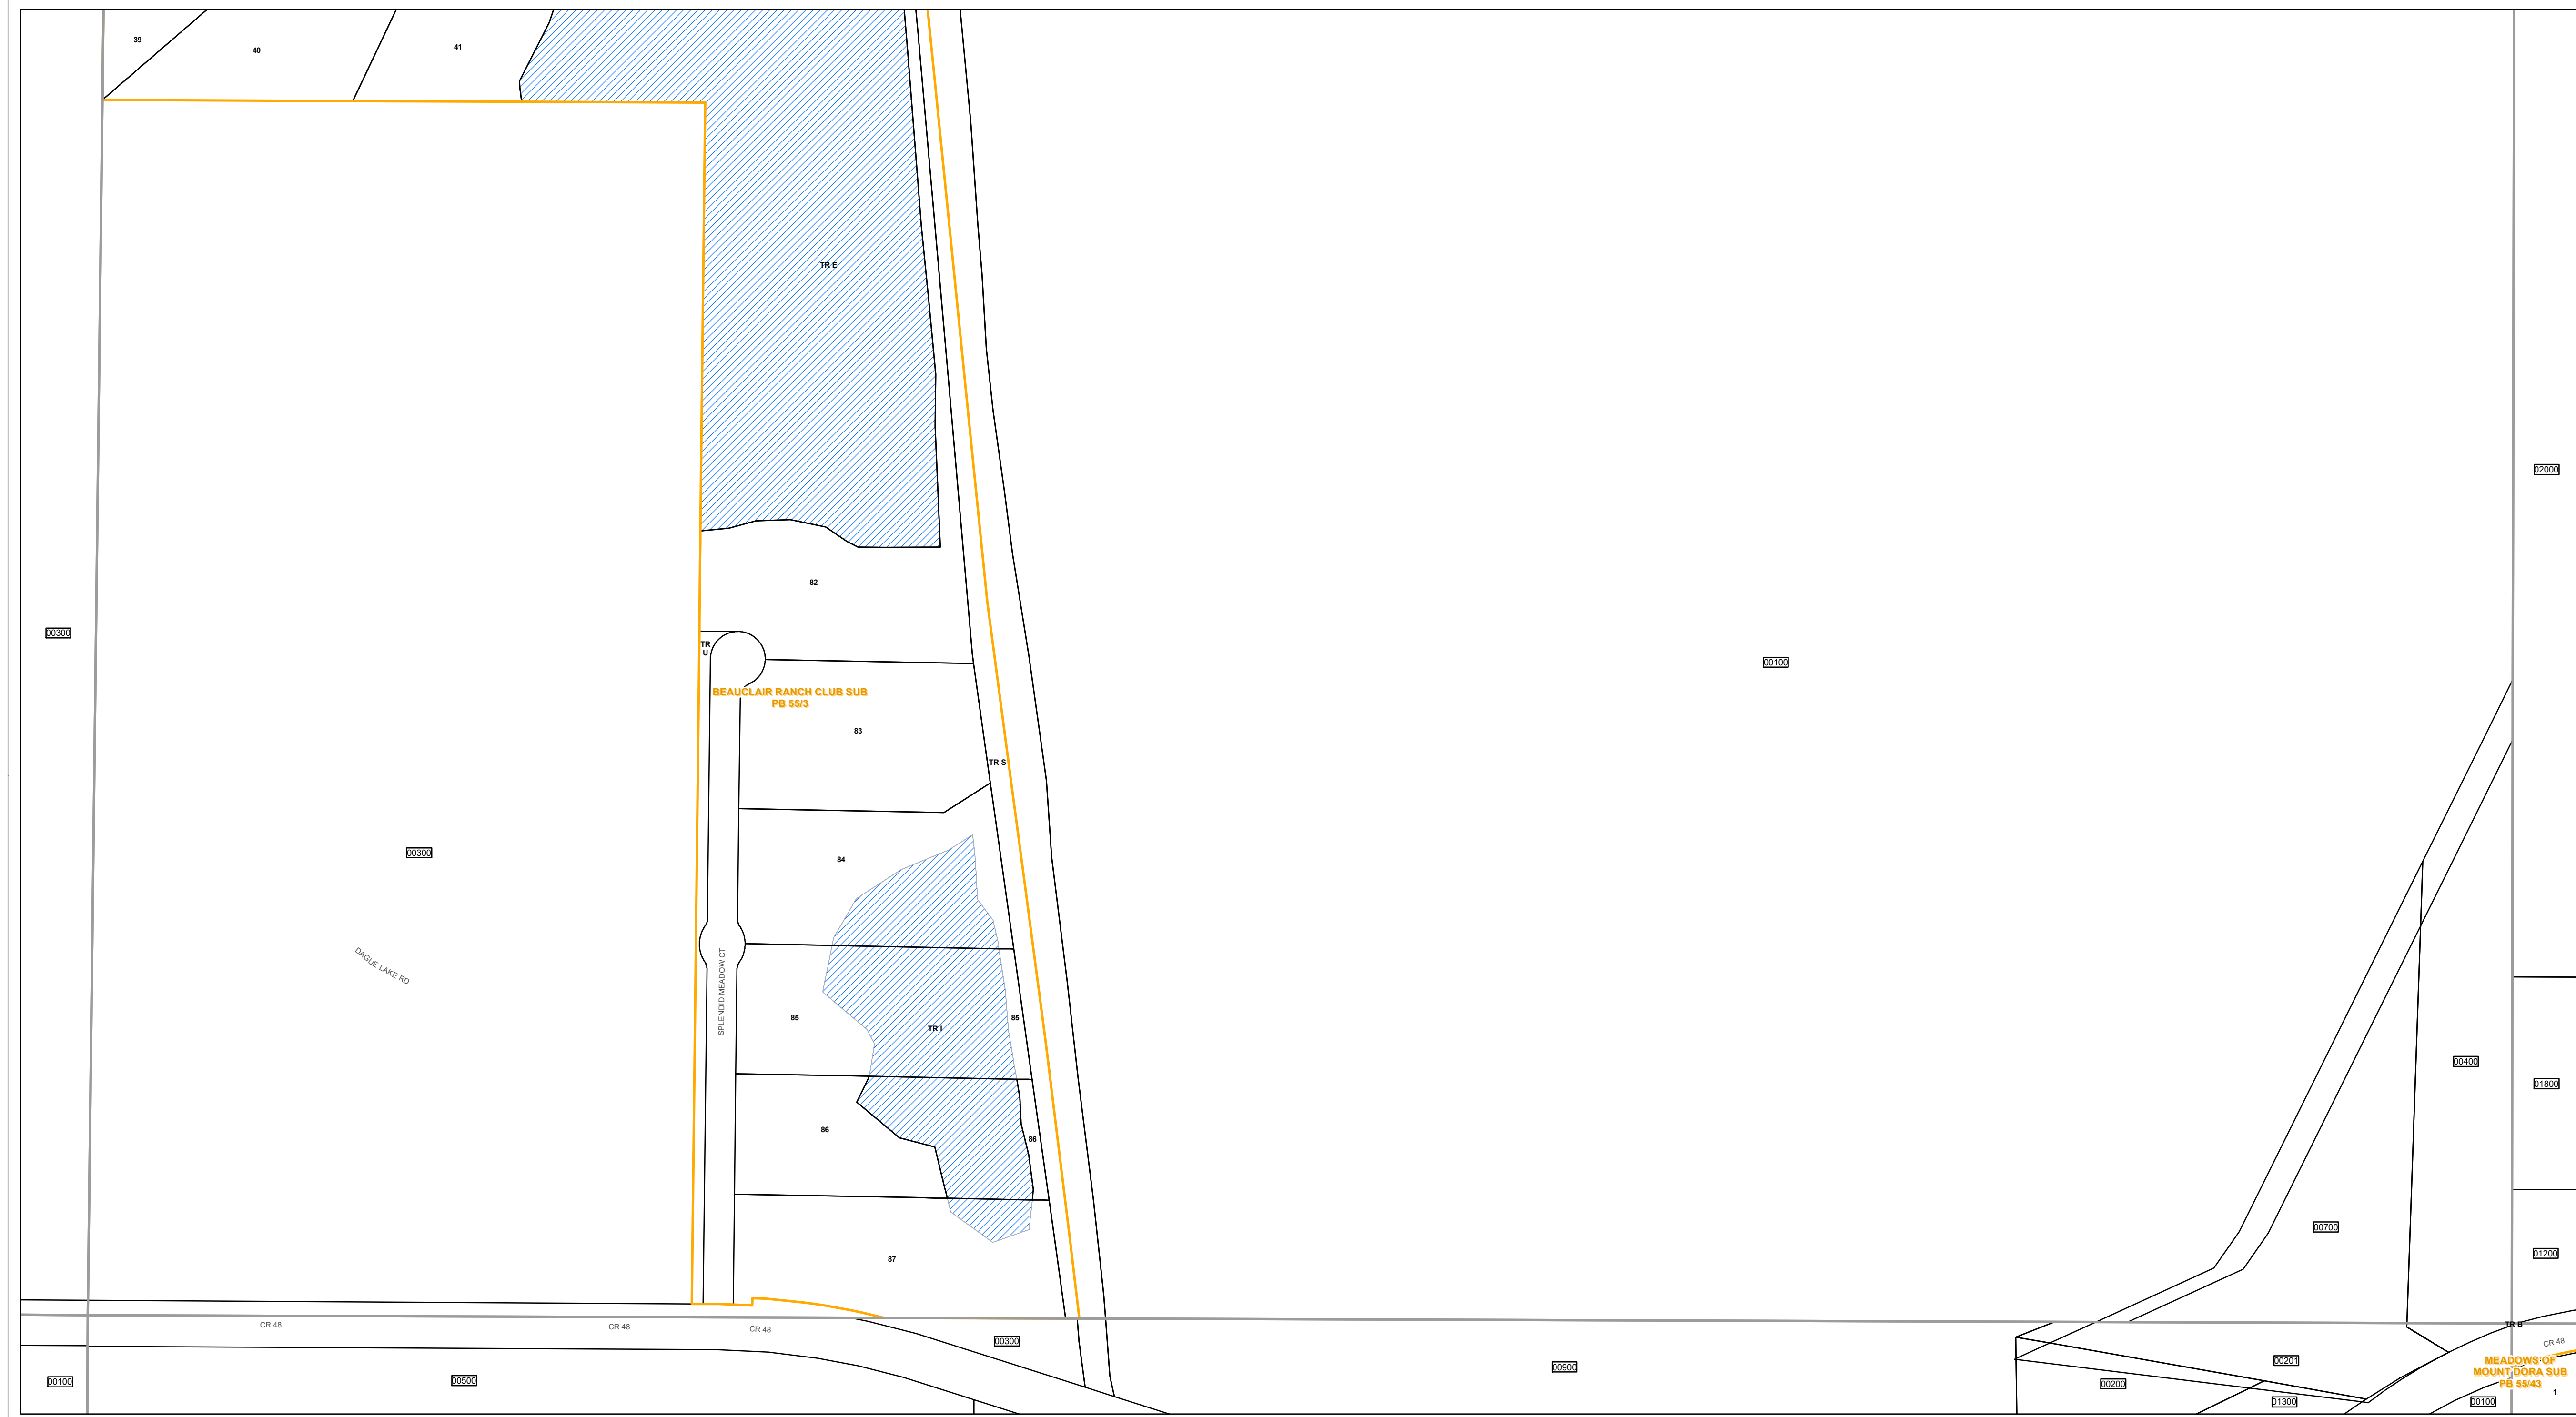 39
40
41
TR E
02000
82
00300
TR
U
00100
BEAUCLAIR RANCH CLUB SUB
PB 55/3
83
TR S
00300
84
DAGUE LAKE RD
SPLENDID MEADOW CT
85
TR I
85
00400
01800
86
86
00700
01200
87
CR 48
CR 48
CR 48
TR B
00300
CR 48
00900
00201
MEADOWS OF
MOUNT DORA SUB
PB 55/43
00100
00500
00200
01300
00100
1